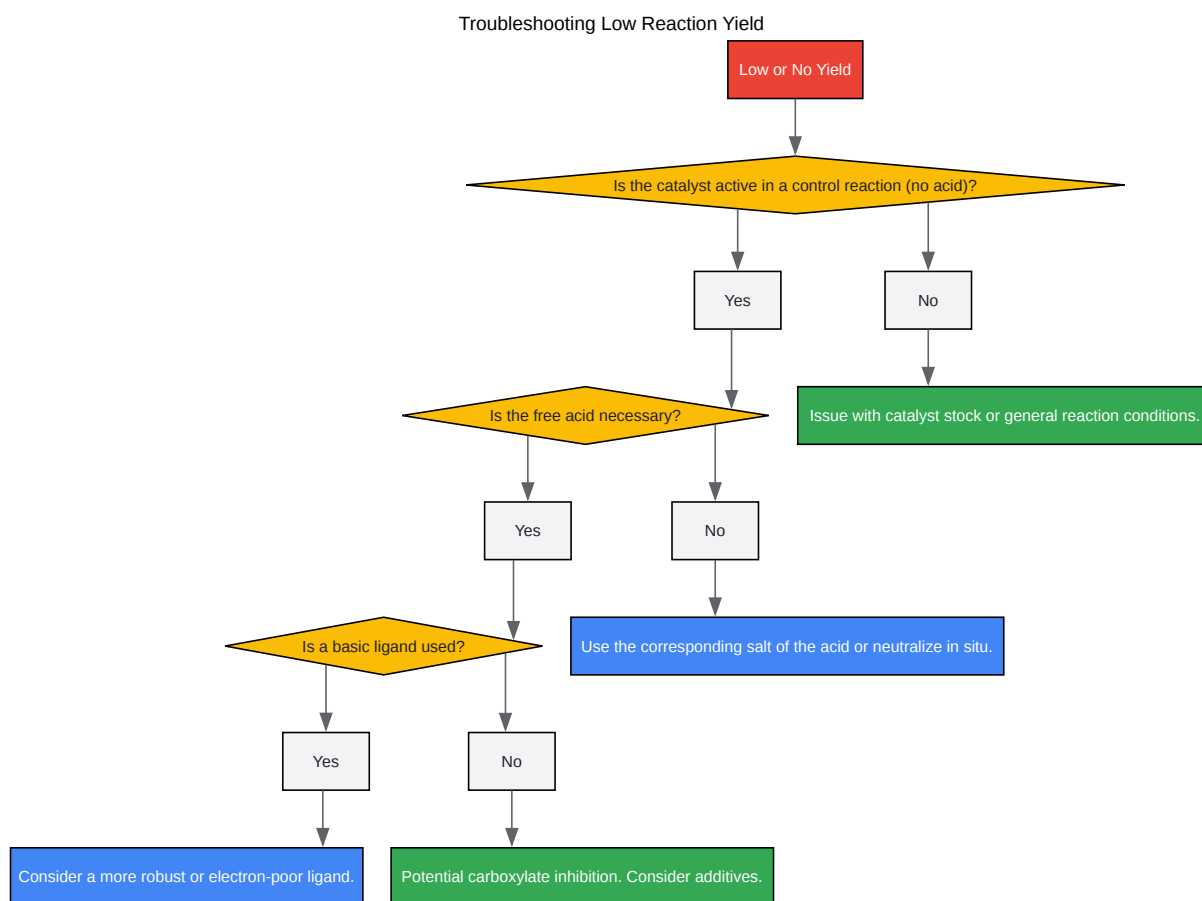 Troubleshooting Low Reaction Yield
Low or No Yield
Is the catalyst active in a control reaction (no acid)?
Yes
No
Is the free acid necessary?
Issue with catalyst stock or general reaction conditions.
Yes
No
Is a basic ligand used?
Use the corresponding salt of the acid or neutralize in situ.
Yes
No
Consider a more robust or electron-poor ligand.
Potential carboxylate inhibition. Consider additives.